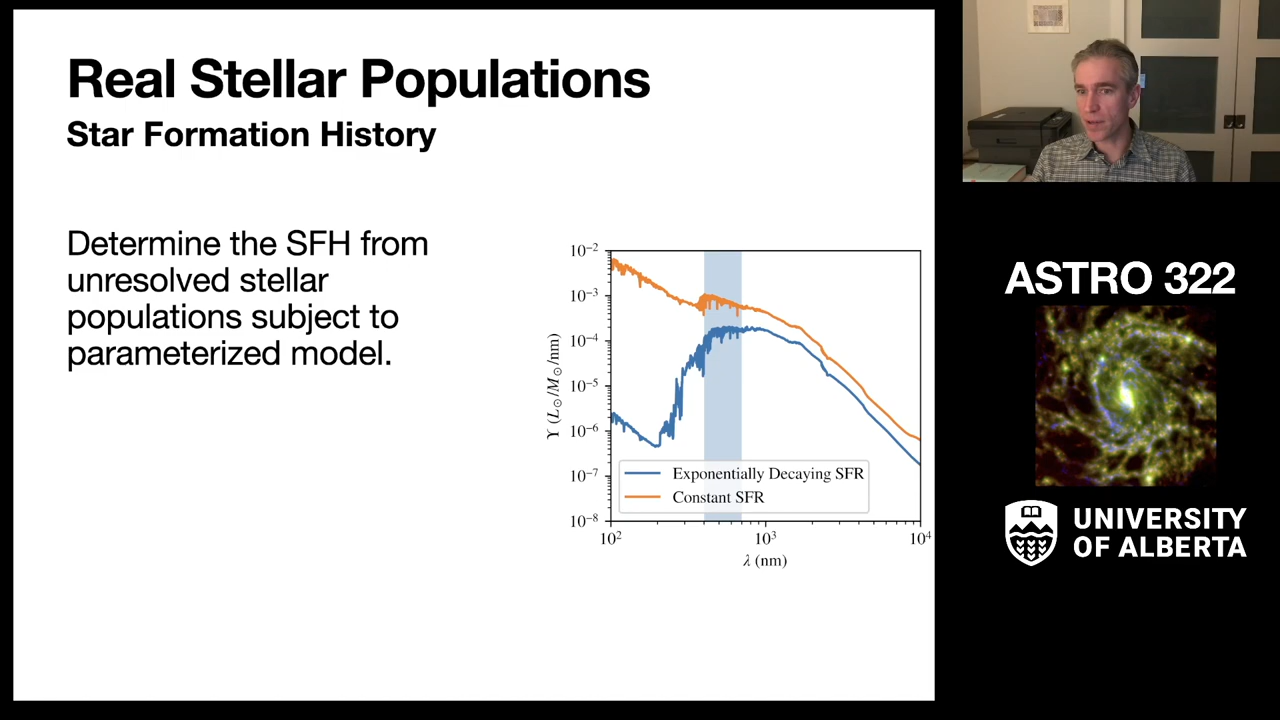 Real Stellar Populations
Star Formation History
Determine the SFH from
unresolved stellar
populations subject to
parameterized model.
10⁻²
10⁻³
10⁻⁴
10⁻⁵
10⁻⁶
10⁻⁷
10⁻⁸
ϒ (L☉/M☉/nm)
Exponentially Decaying SFR
Constant SFR
10²
10³
10⁴
λ (nm)
ASTRO 322
UNIVERSITY
OF ALBERTA